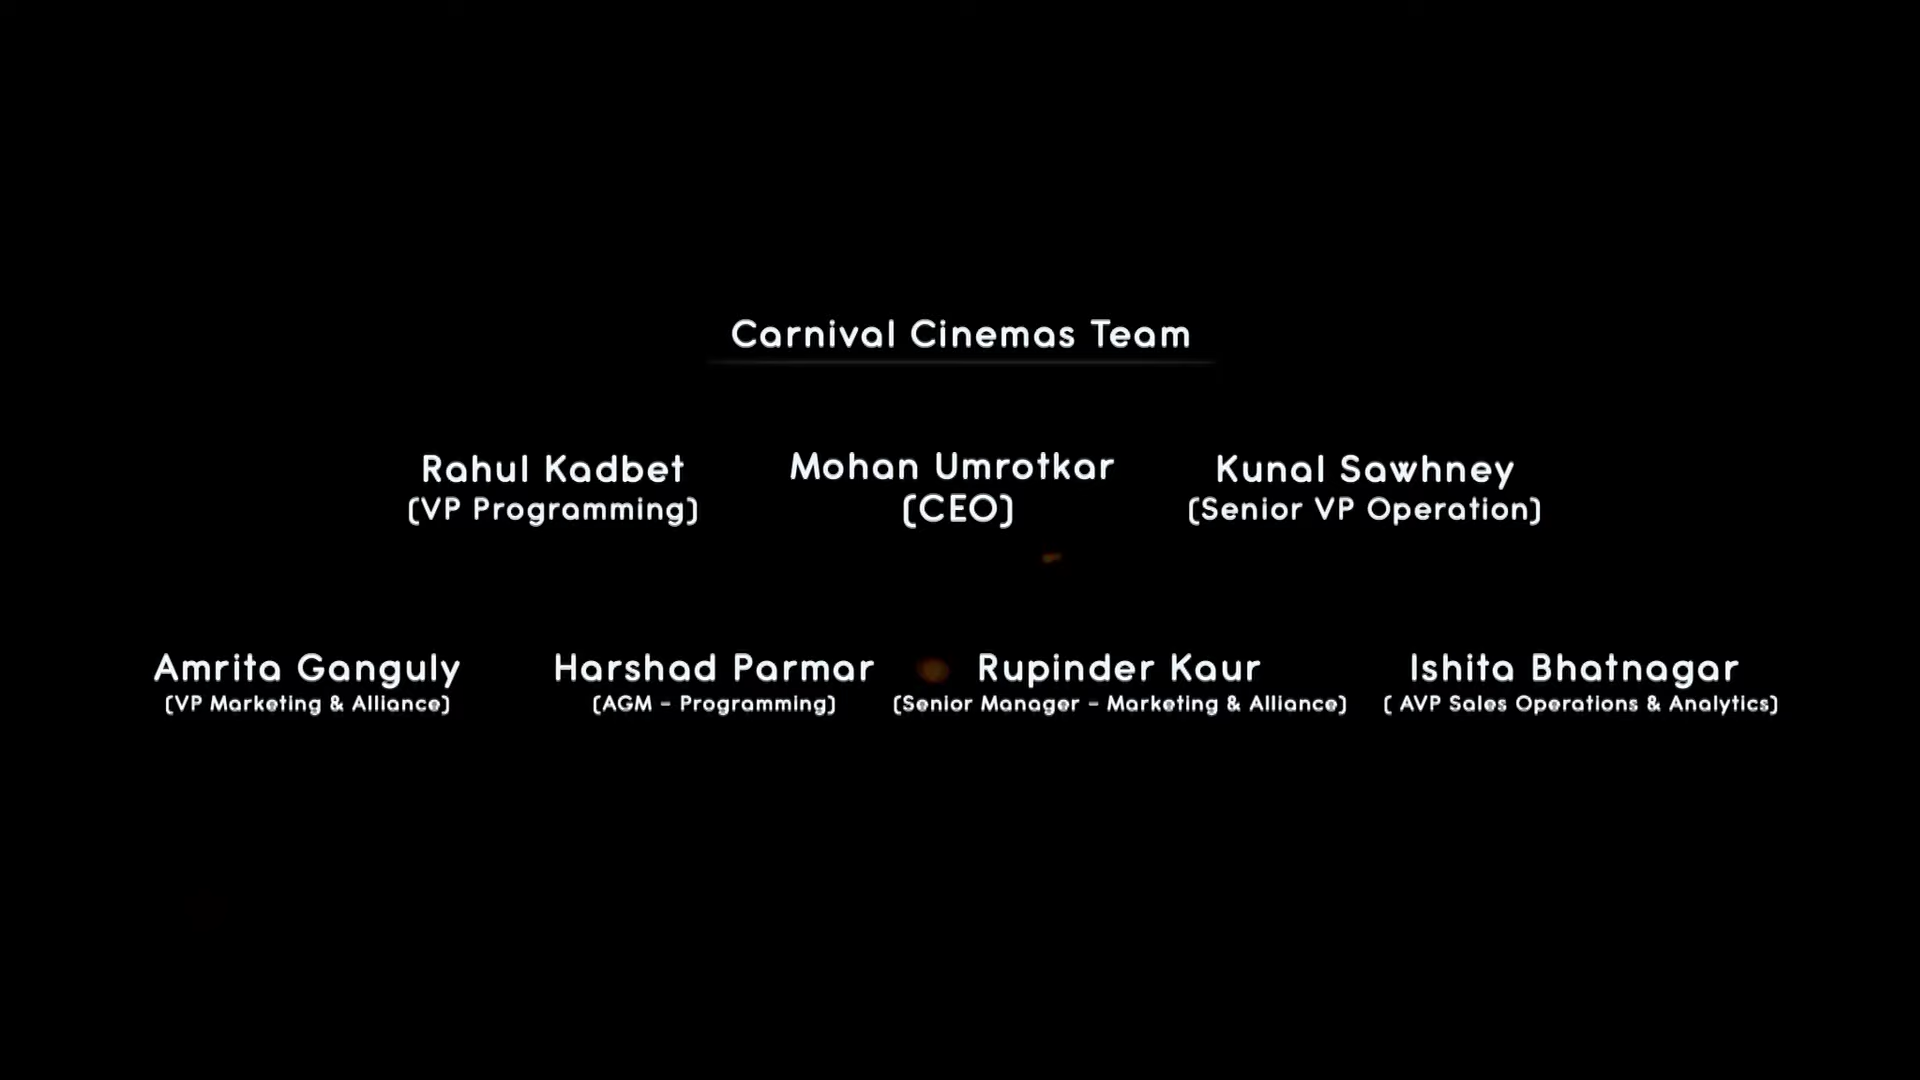 Carnival Cinemas Team
Rahul Kadbet Mohan Umrotkar Kunal Sawhney
(VP Programming) (CEO) (Senior VP Operation)
Amrita Ganguly Harshad Parmar Rupinder Kaur Ishita Bhatnagar
(VP Marketing & Alliance) (AGM - Programming) (Senior Manager - Marketing & Alliance) ( AVP Sales Operations & Analytics)